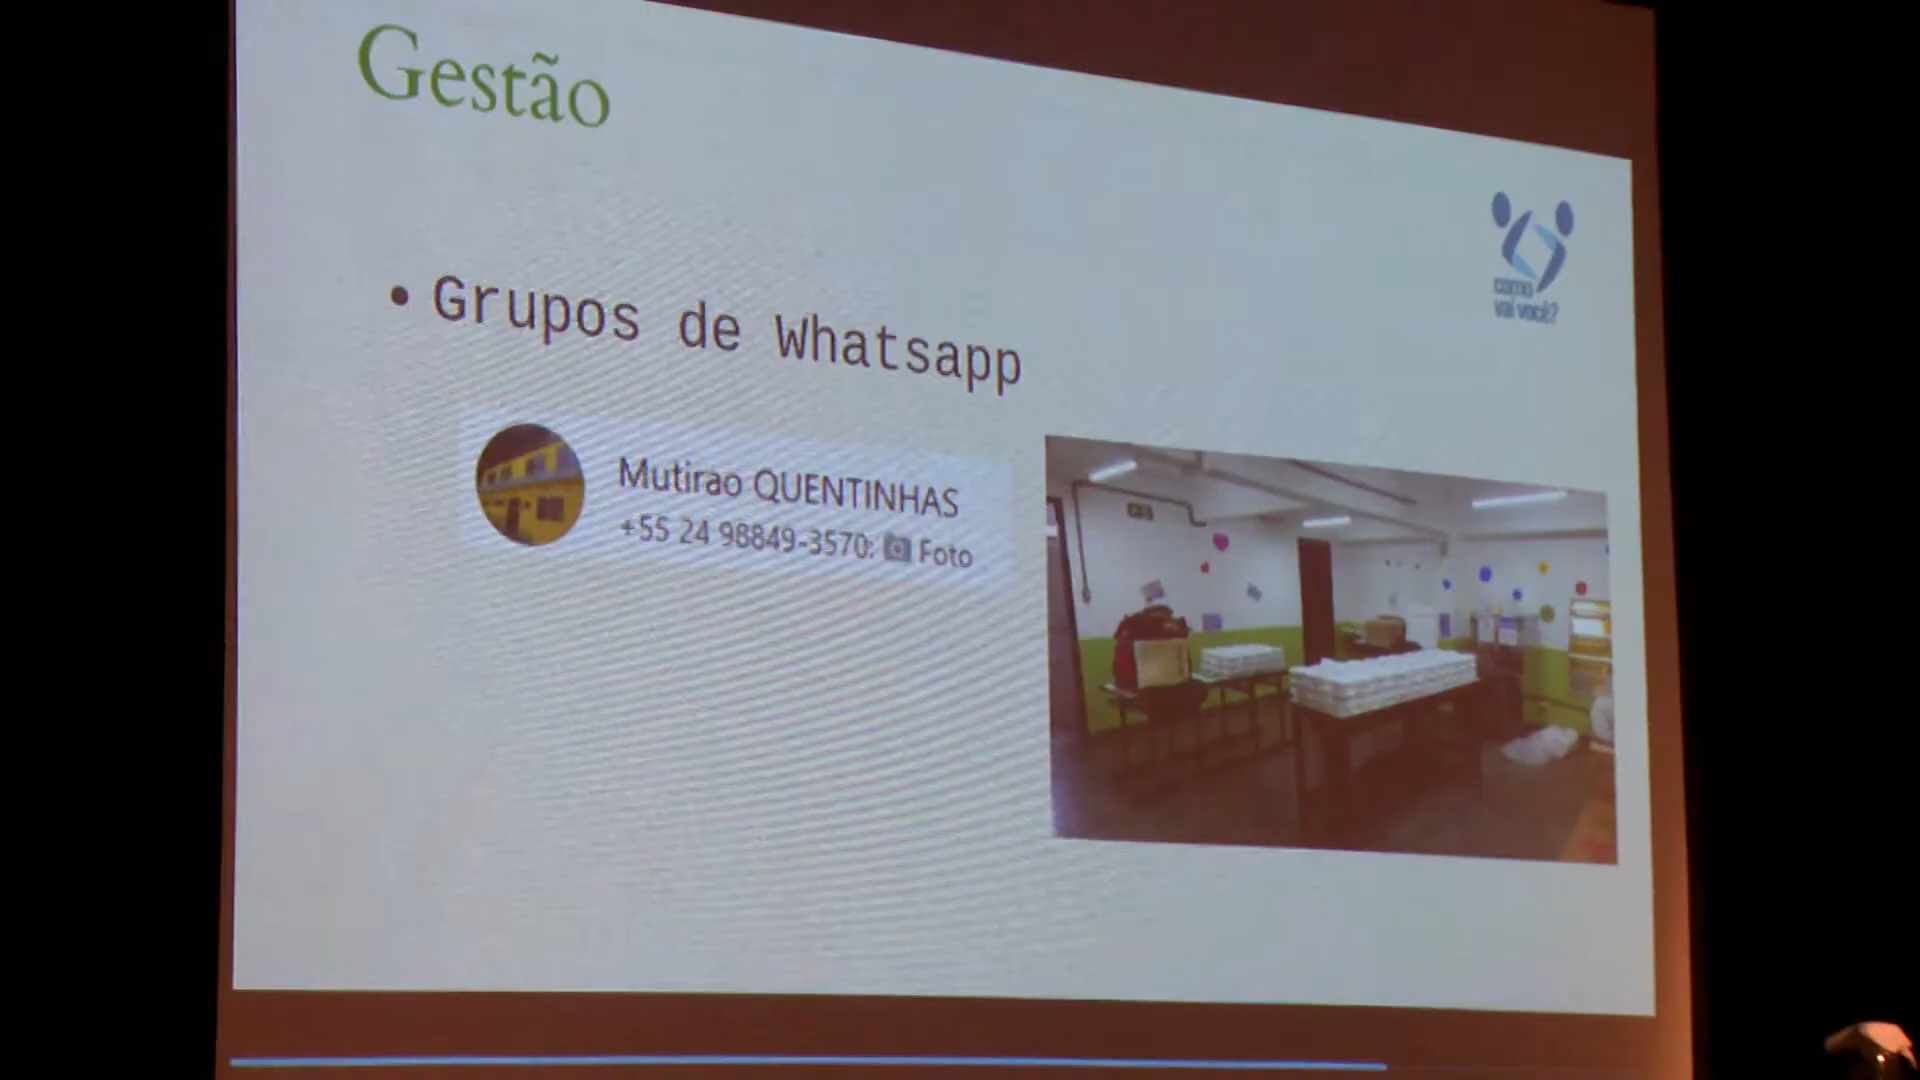 Gestão
como
vai você?
• Grupos de Whatsapp
Mutirao QUENTINHAS
+55 24 98849-3570: Foto